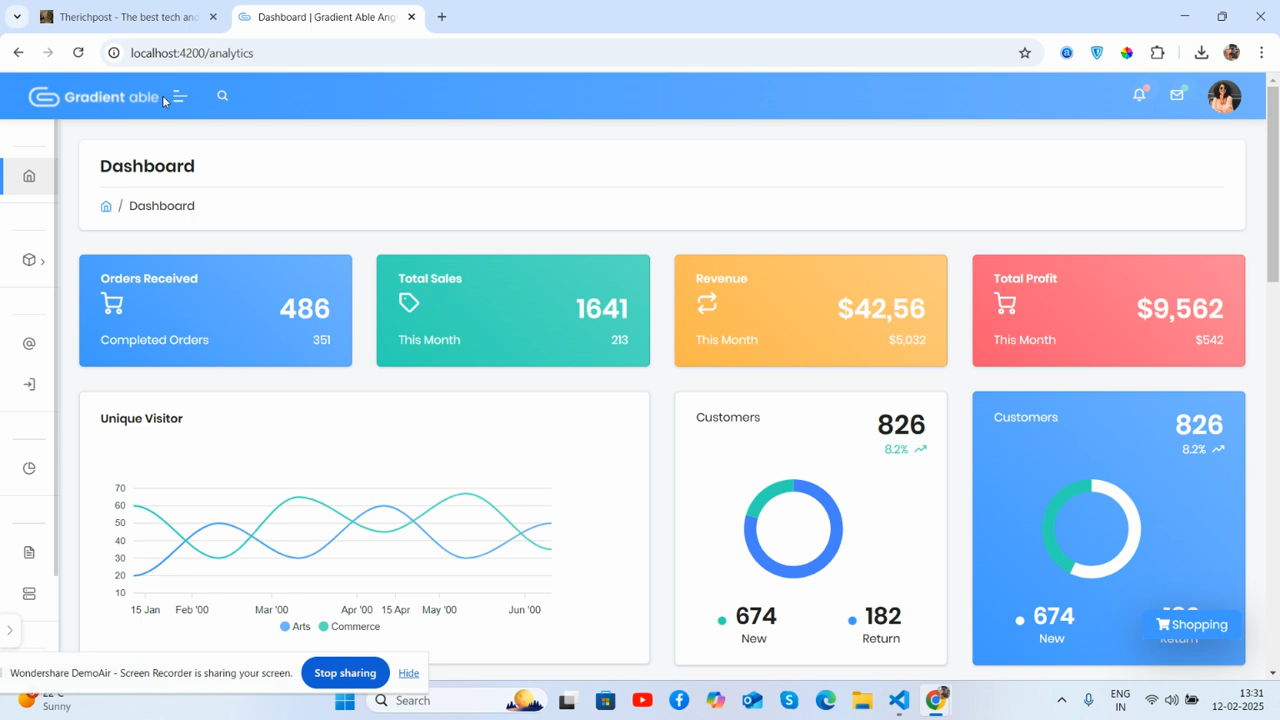 Therichpost - The best tech and
Dashboard | Gradient Able Ang
localhost:4200/analytics
Gradient able
Dashboard
/ Dashboard
Orders Received
486
Completed Orders 351
Total Sales
1641
This Month 213
Revenue
$42,56
This Month $5,032
Total Profit
$9,562
This Month $542
Unique Visitor
70
60
50
40
30
20
10
15 Jan Feb '00 Mar '00 Apr '00 15 Apr May '00 Jun '00
Arts Commerce
Customers
826
8.2%
674 182
New Return
Customers
826
8.2%
674
New Return
Shopping
Wondershare DemoAir - Screen Recorder is sharing your screen. Stop sharing Hide
Sunny
Search
ENG
IN
13:31
12-02-2025